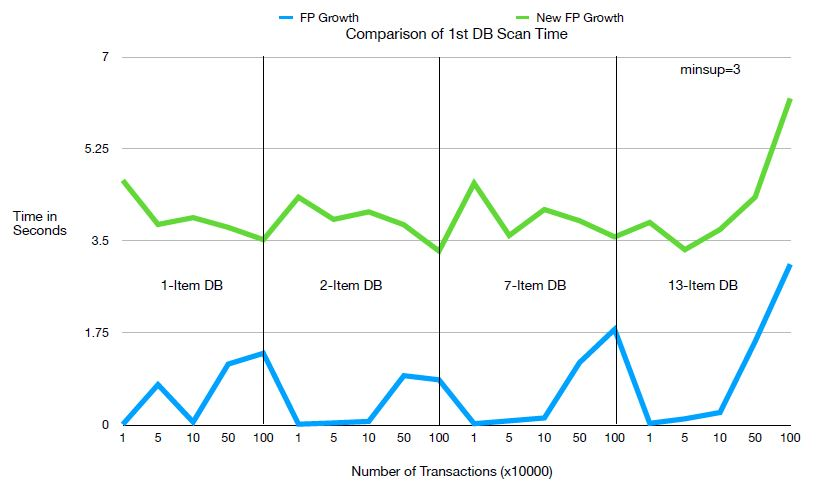 FP Growth New FP Growth
Comparison of 1st DB Scan Time
7
minsup=3
5.25
Time in
Seconds
3.5
1-Item DB 2-Item DB 7-Item DB 13-Item DB
1.75
0
1 5 10 50 100 1 5 10 50 100 1 5 10 50 100 1 5 10 50 100
Number of Transactions (x10000)